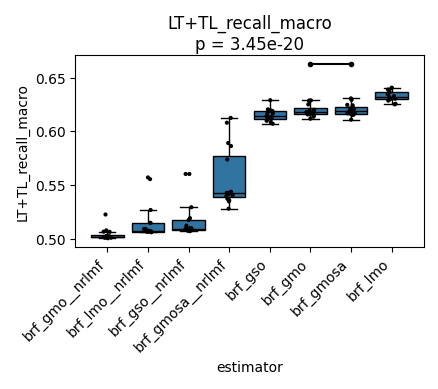 LT+TL_recall_macro
p = 3.45e-20
LT+TL_recall_macro
0.65
0.60
0.55
0.50
brf_gmo__nrlmf
brf_lmo__nrlmf
brf_gso__nrlmf
brf_gmosa__nrlmf
brf_gso
brf_gmo
brf_gmosa
brf_lmo
estimator